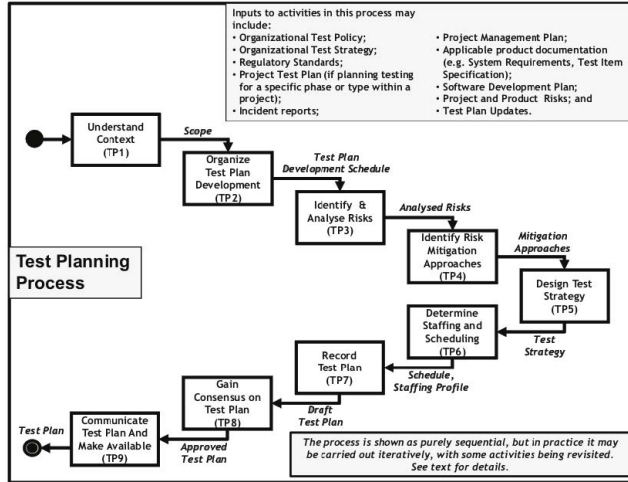 Inputs to activities in this process may
include:
• Organizational Test Policy;
• Organizational Test Strategy;
• Regulatory Standards;
• Project Test Plan (if planning testing
for a specific phase or type within a
project);
• Incident reports;
• Project Management Plan;
• Applicable product documentation
(e.g. System Requirements, Test Item
Specification);
• Software Development Plan;
• Project and Product Risks; and
• Test Plan Updates.
Understand
Context
(TP1)
Scope
Organize
Test Plan
Development
(TP2)
Test Plan
Development Schedule
Identify &
Analyse Risks
(TP3)
Analysed Risks
Identify Risk
Mitigation
Approaches
(TP4)
Mitigation
Approaches
Test Planning
Process
Design Test
Strategy
(TP5)
Test
Strategy
Determine
Staffing and
Scheduling
(TP6)
Schedule,
Staffing Profile
Record
Test Plan
(TP7)
Draft
Test Plan
Gain
Consensus on
Test Plan
(TP8)
Approved
Test Plan
Communicate
Test Plan And
Make Available
(TP9)
Test Plan
The process is shown as purely sequential, but in practice it may
be carried out iteratively, with some activities being revisited.
See text for details.